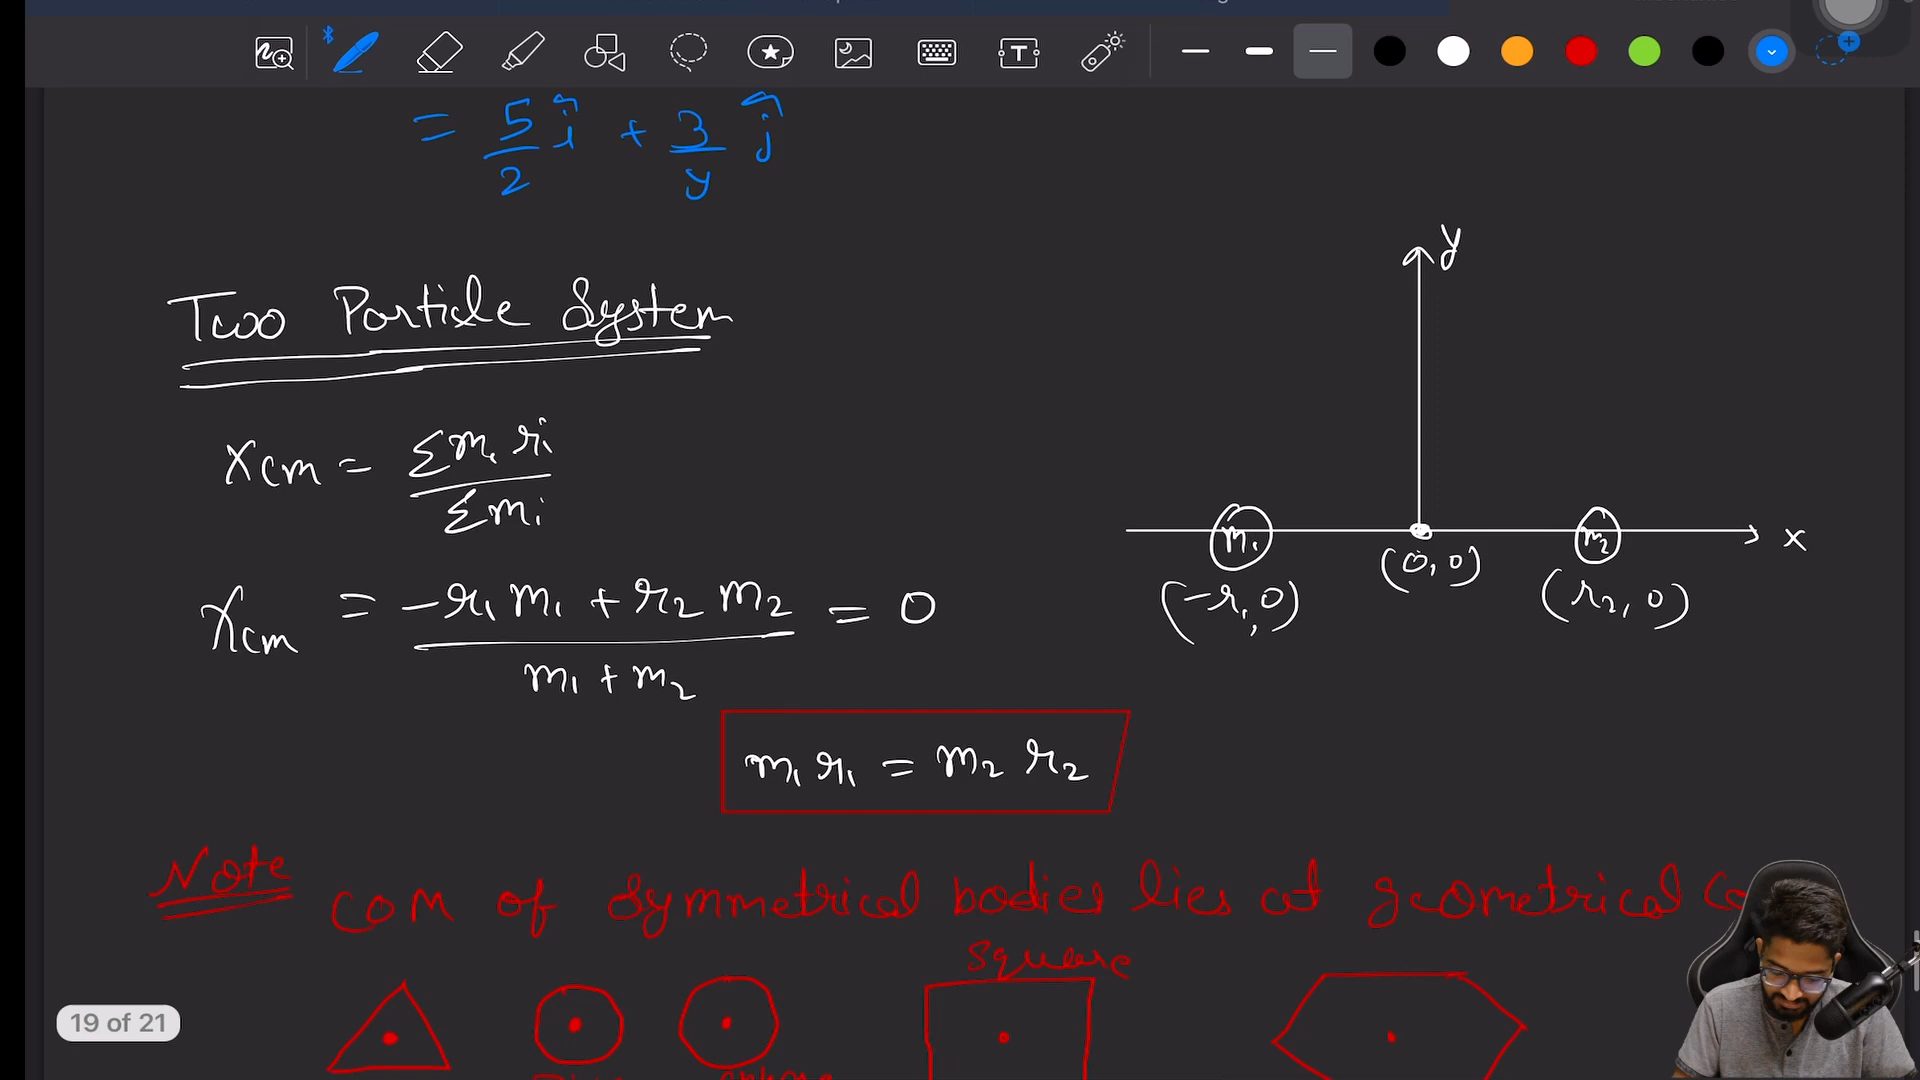 = 5/2 î + 3/y ĵ
Two Particle System
y
Xcm = Σmi ri / Σmi
m1 m2 x
(-r1, 0) (0, 0) (r2, 0)
Xcm = -r1 m1 + r2 m2 / m1 + m2 = 0
m1 r1 = m2 r2
Note COM of Symmetrical bodies lies at geometrical
Square
19 of 21